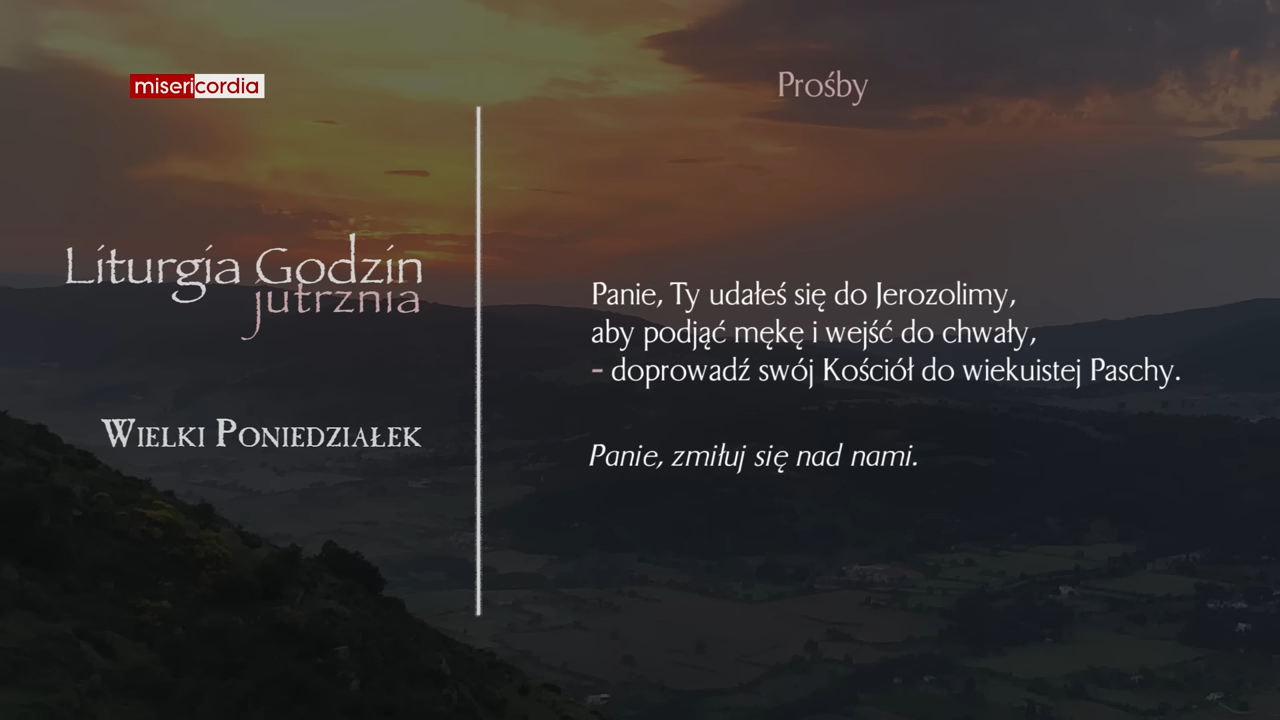 misericordia
Liturgia Godzin
jutrznia
Wielki Poniedziałek
Prośby
Panie, Ty udałeś się do Jerozolimy,
aby podjąć mękę i wejść do chwały,
- doprowadź swój Kościół do wiekuistej Paschy.
Panie, zmiłuj się nad nami.